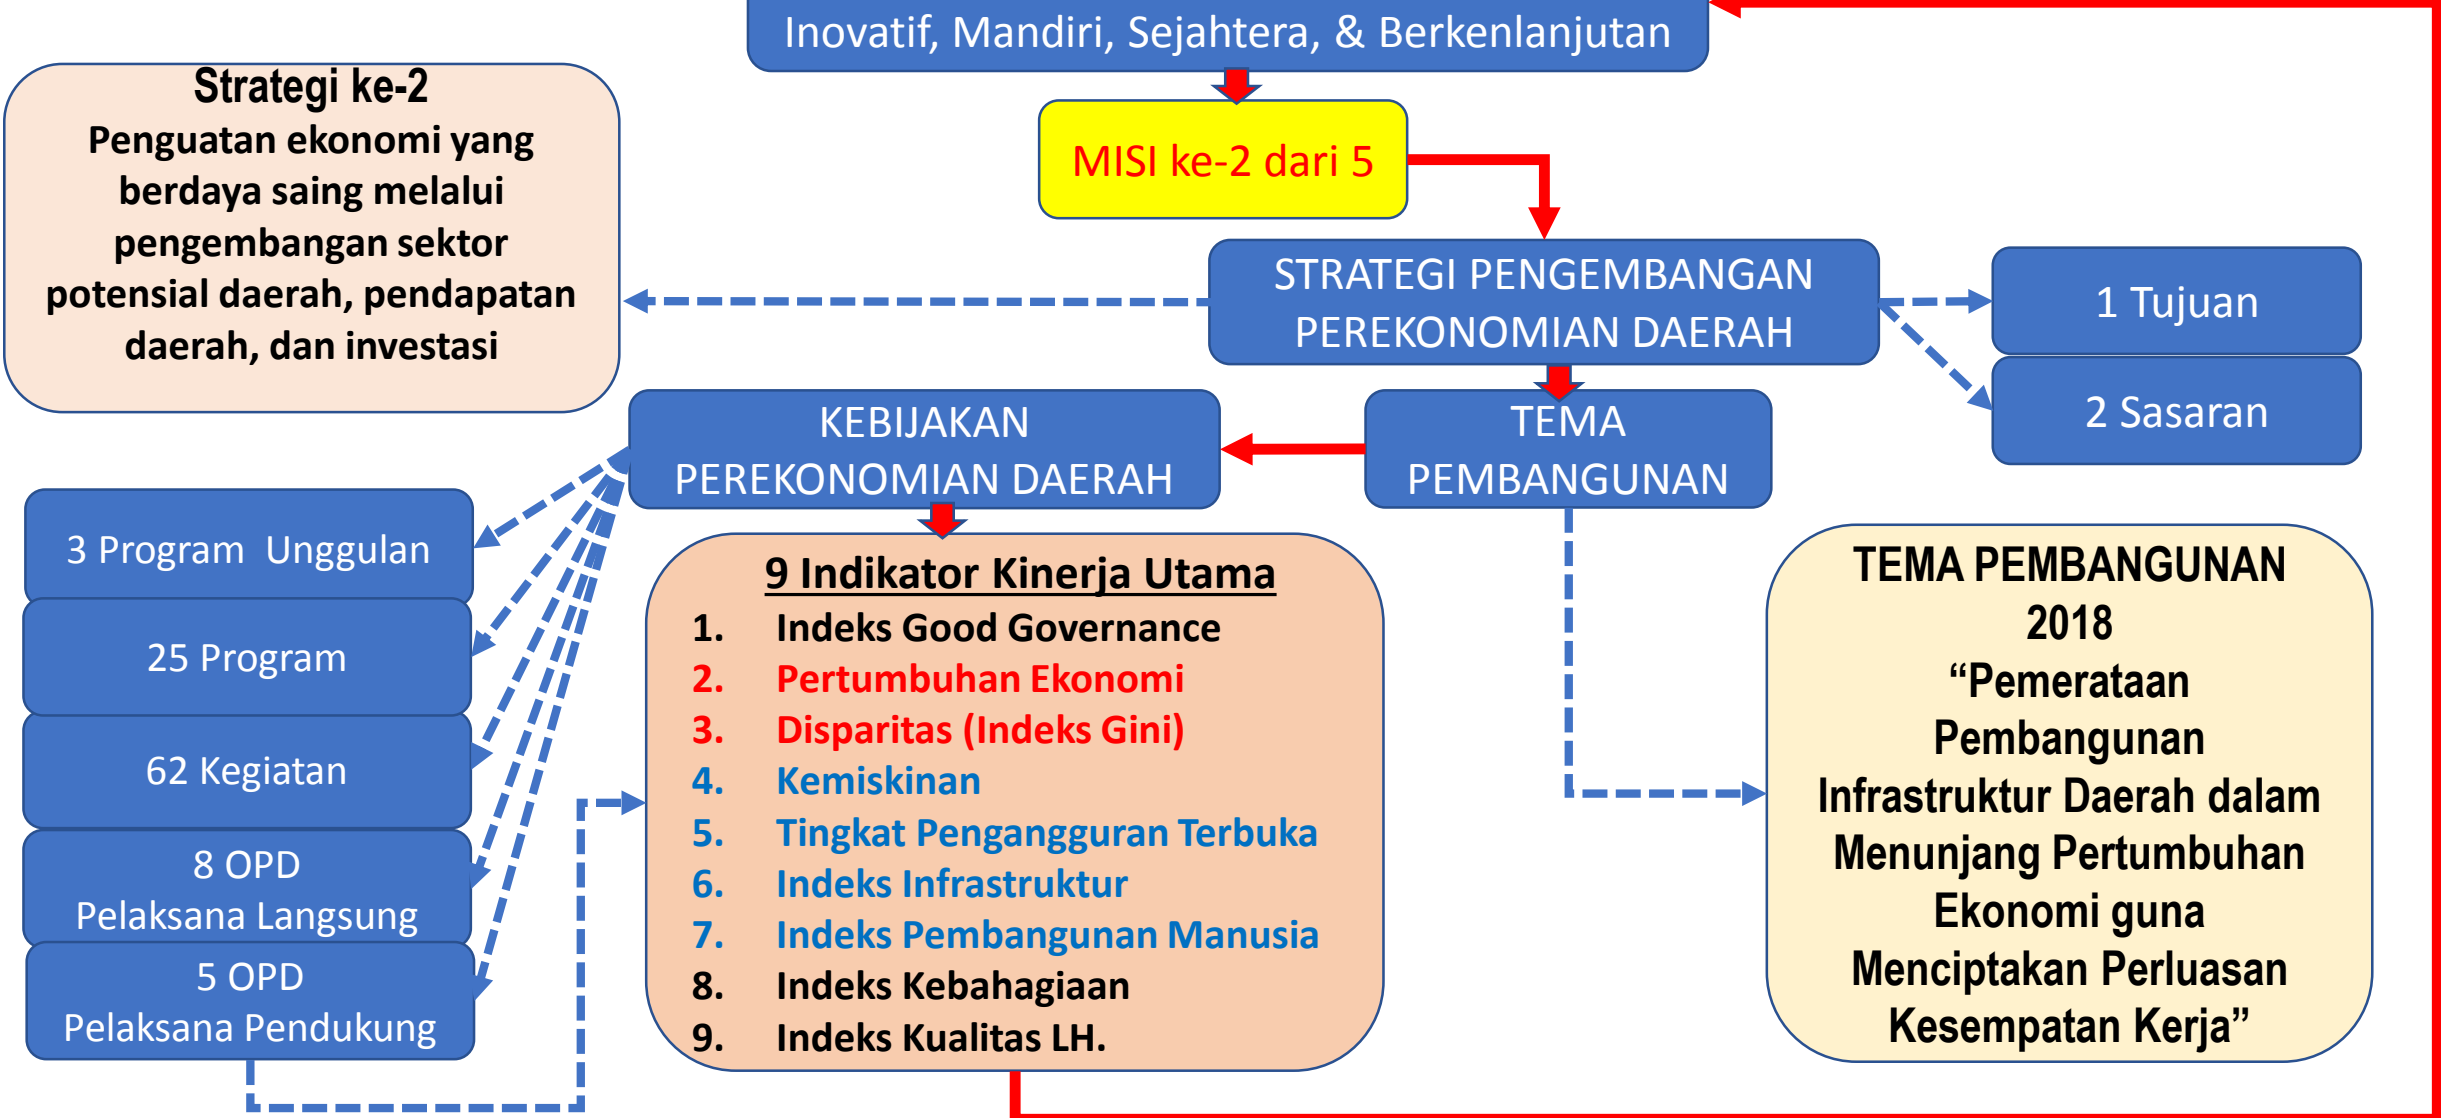 Inovatif, Mandiri, Sejahtera, & Berkenlanjutan
Strategi ke-2
Penguatan ekonomi yang
berdaya saing melalui
pengembangan sektor
potensial daerah, pendapatan
daerah, dan investasi
MISI ke-2 dari 5
STRATEGI PENGEMBANGAN
PEREKONOMIAN DAERAH
1 Tujuan
2 Sasaran
KEBIJAKAN
PEREKONOMIAN DAERAH
TEMA
PEMBANGUNAN
3 Program Unggulan
25 Program
62 Kegiatan
8 OPD
Pelaksana Langsung
5 OPD
Pelaksana Pendukung
9 Indikator Kinerja Utama
1. Indeks Good Governance
2. Pertumbuhan Ekonomi
3. Disparitas (Indeks Gini)
4. Kemiskinan
5. Tingkat Pengangguran Terbuka
6. Indeks Infrastruktur
7. Indeks Pembangunan Manusia
8. Indeks Kebahagiaan
9. Indeks Kualitas LH.
TEMA PEMBANGUNAN
2018
“Pemerataan
Pembangunan
Infrastruktur Daerah dalam
Menunjang Pertumbuhan
Ekonomi guna
Menciptakan Perluasan
Kesempatan Kerja”